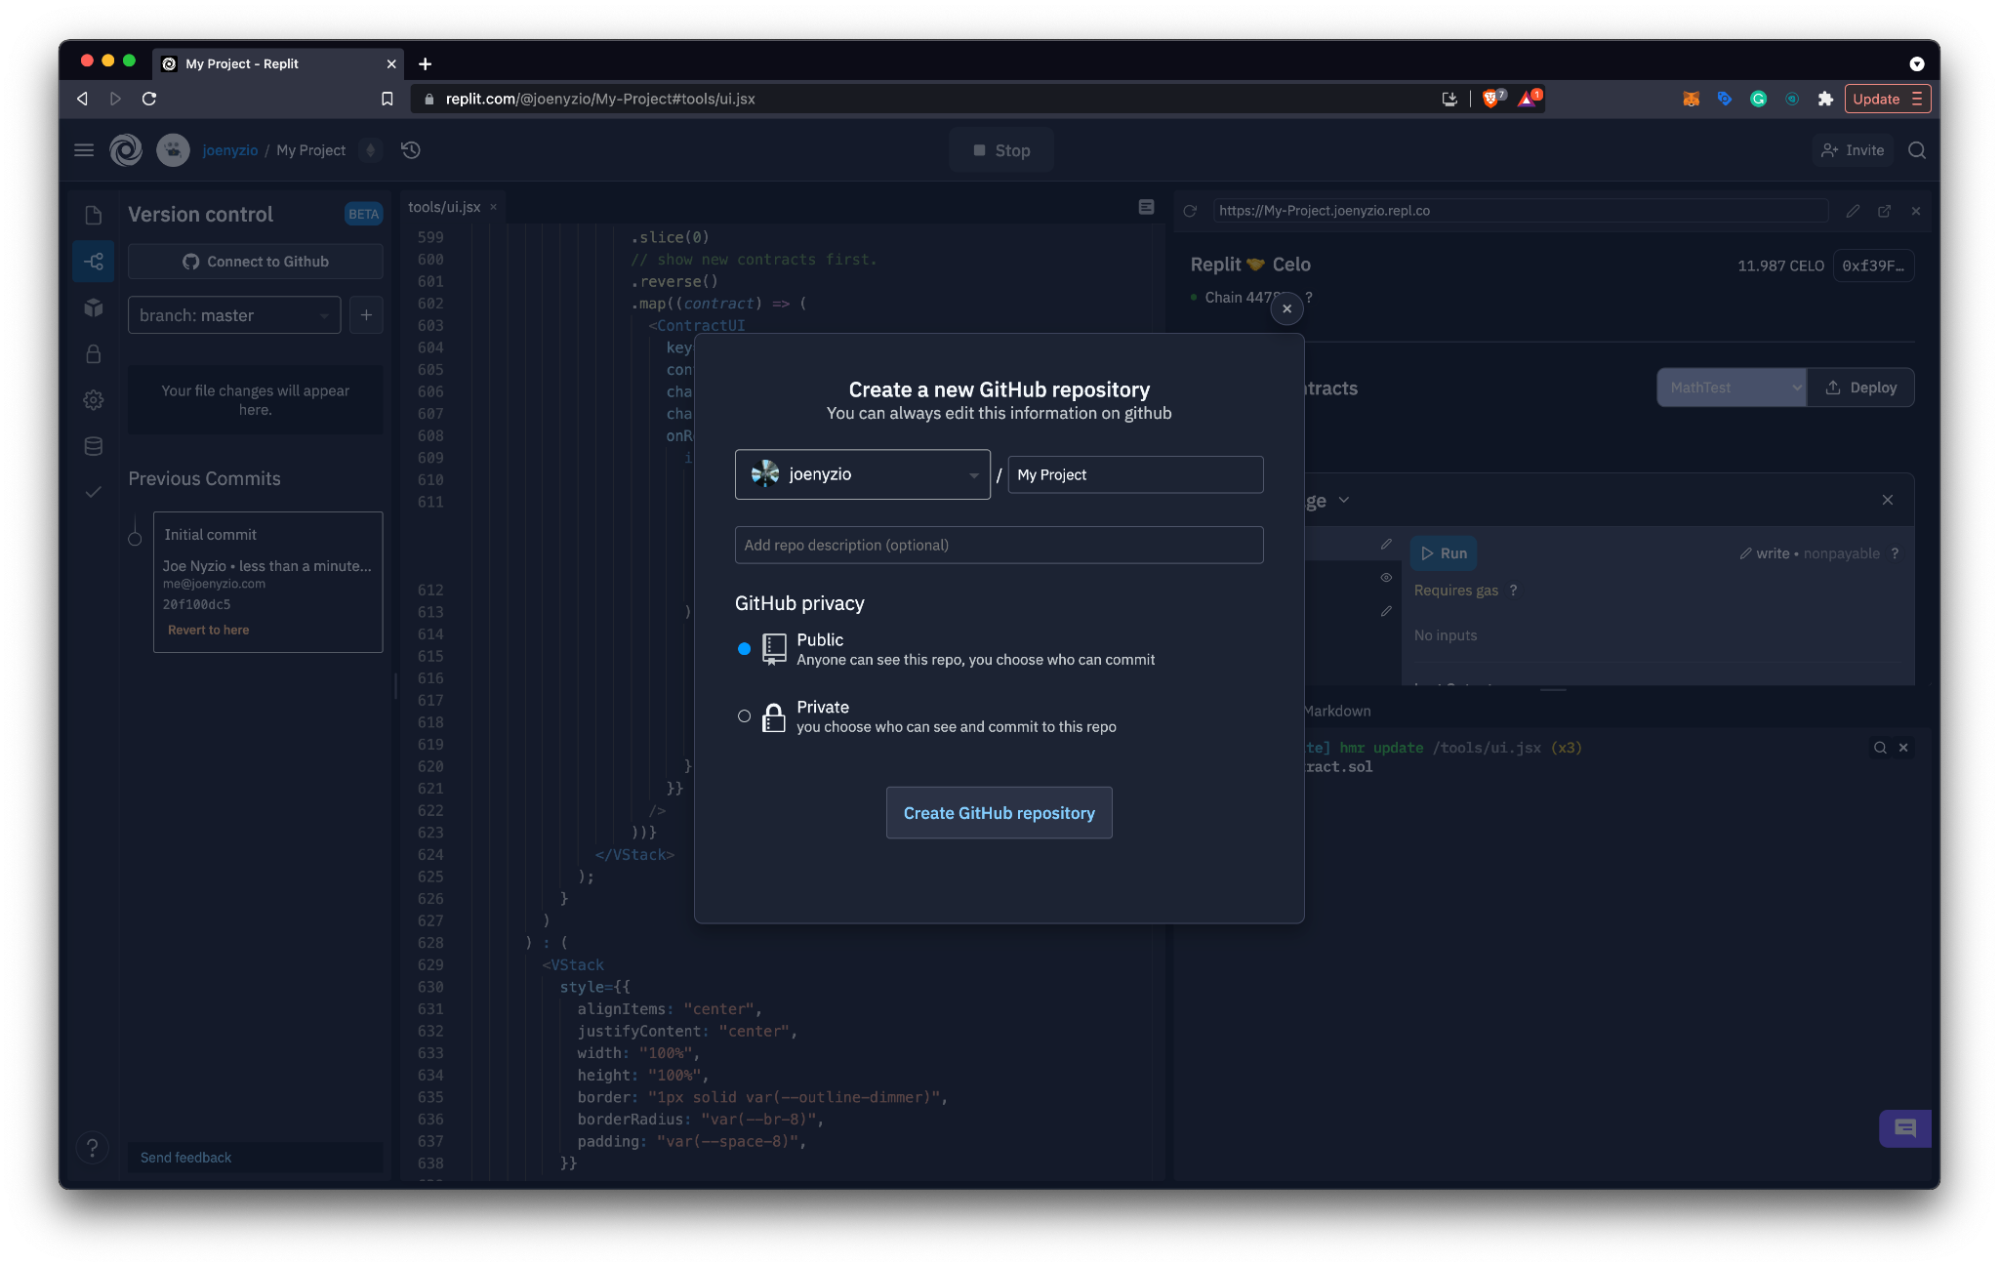 My Project - Replit
replit.com/@joenyzio/My-Project#tools/ui.jsx
7
1
Update
joenyzio / My Project
Stop
Invite
Version control
BETA
Connect to Github
branch: master
Your file changes will appear
here.
Previous Commits
Initial commit
Joe Nyzio • less than a minute...
me@joenyzio.com
20f100dc5
Revert to here
Send feedback
?
tools/ui.jsx
599 .slice(0)
600 // show new contracts first.
601 .reverse()
602 .map((contract) => (
603 <ContractUI
604 key
605 con
606 cha
607 cha
608 onR
609 i
610
611
612
613 )
614
615
616
617
618
619
620 }
621 }}
622 />
623 ))}
624 </VStack>
625 );
626 }
627 )
628 ) : (
629 <VStack
630 style={{
631 alignItems: "center",
632 justifyContent: "center",
633 width: "100%",
634 height: "100%",
635 border: "1px solid var(--outline-dimmer)",
636 borderRadius: "var(--br-8)",
637 padding: "var(--space-8)",
638 }}
Create a new GitHub repository
You can always edit this information on github
joenyzio / My Project
Add repo description (optional)
GitHub privacy
Public
Anyone can see this repo, you choose who can commit
Private
you choose who can see and commit to this repo
Create GitHub repository
https://My-Project.joenyzio.repl.co
Replit 🤝 Celo
11.987 CELO
0xf39F...
Chain 4478 ?
tracts
MathTest
Deploy
ge
Run
write • nonpayable ?
Requires gas ?
No inputs
Markdown
te] hmr update /tools/ui.jsx (x3)
ract.sol